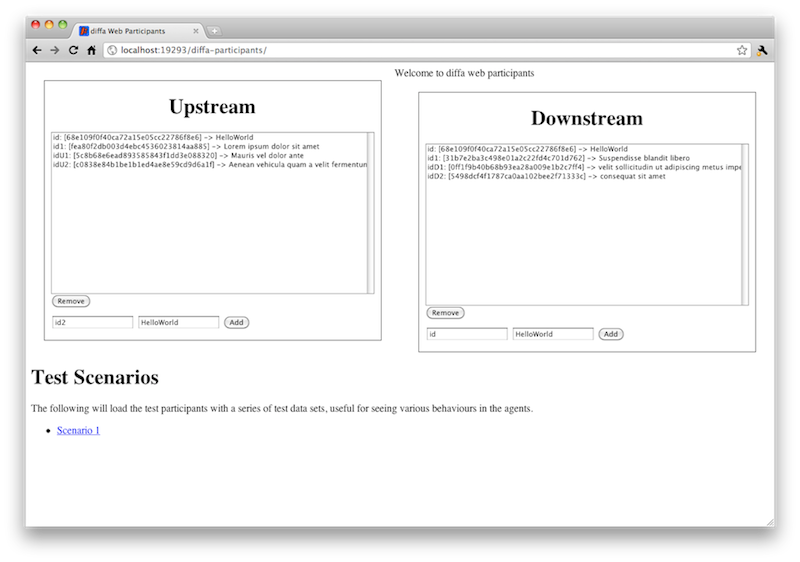 diffa Web Participants
localhost:19293/diffa-participants/
Welcome to diffa web participants
Upstream
id: [68e109f0f40ca72a15e05cc22786f8e6] -> HelloWorld
id1: [fea80f2db003d4ebc4536023814aa885] -> Lorem ipsum dolor sit amet
idU1: [5c8b68e6ead893585843f1dd3e088320] -> Mauris vel dolor ante
idU2: [c0838e84b1be1b1ed4ae8e59cd9d6a1f] -> Aenean vehicula quam a velit fermentun
Remove
id2 HelloWorld Add
Downstream
id: [68e109f0f40ca72a15e05cc22786f8e6] -> HelloWorld
id1: [31b7e2ba3c498e01a2c22fd4c701d762] -> Suspendisse blandit libero
idD1: [0ff1f9b40b68b93ea28a009e1b2c7ff4] -> velit sollicitudin ut adipiscing metus impe
idD2: [5498dcf4f1787ca0aa102bee2f71333c] -> consequat sit amet
Remove
id HelloWorld Add
Test Scenarios
The following will load the test participants with a series of test data sets, useful for seeing various behaviours in the agents.
Scenario 1